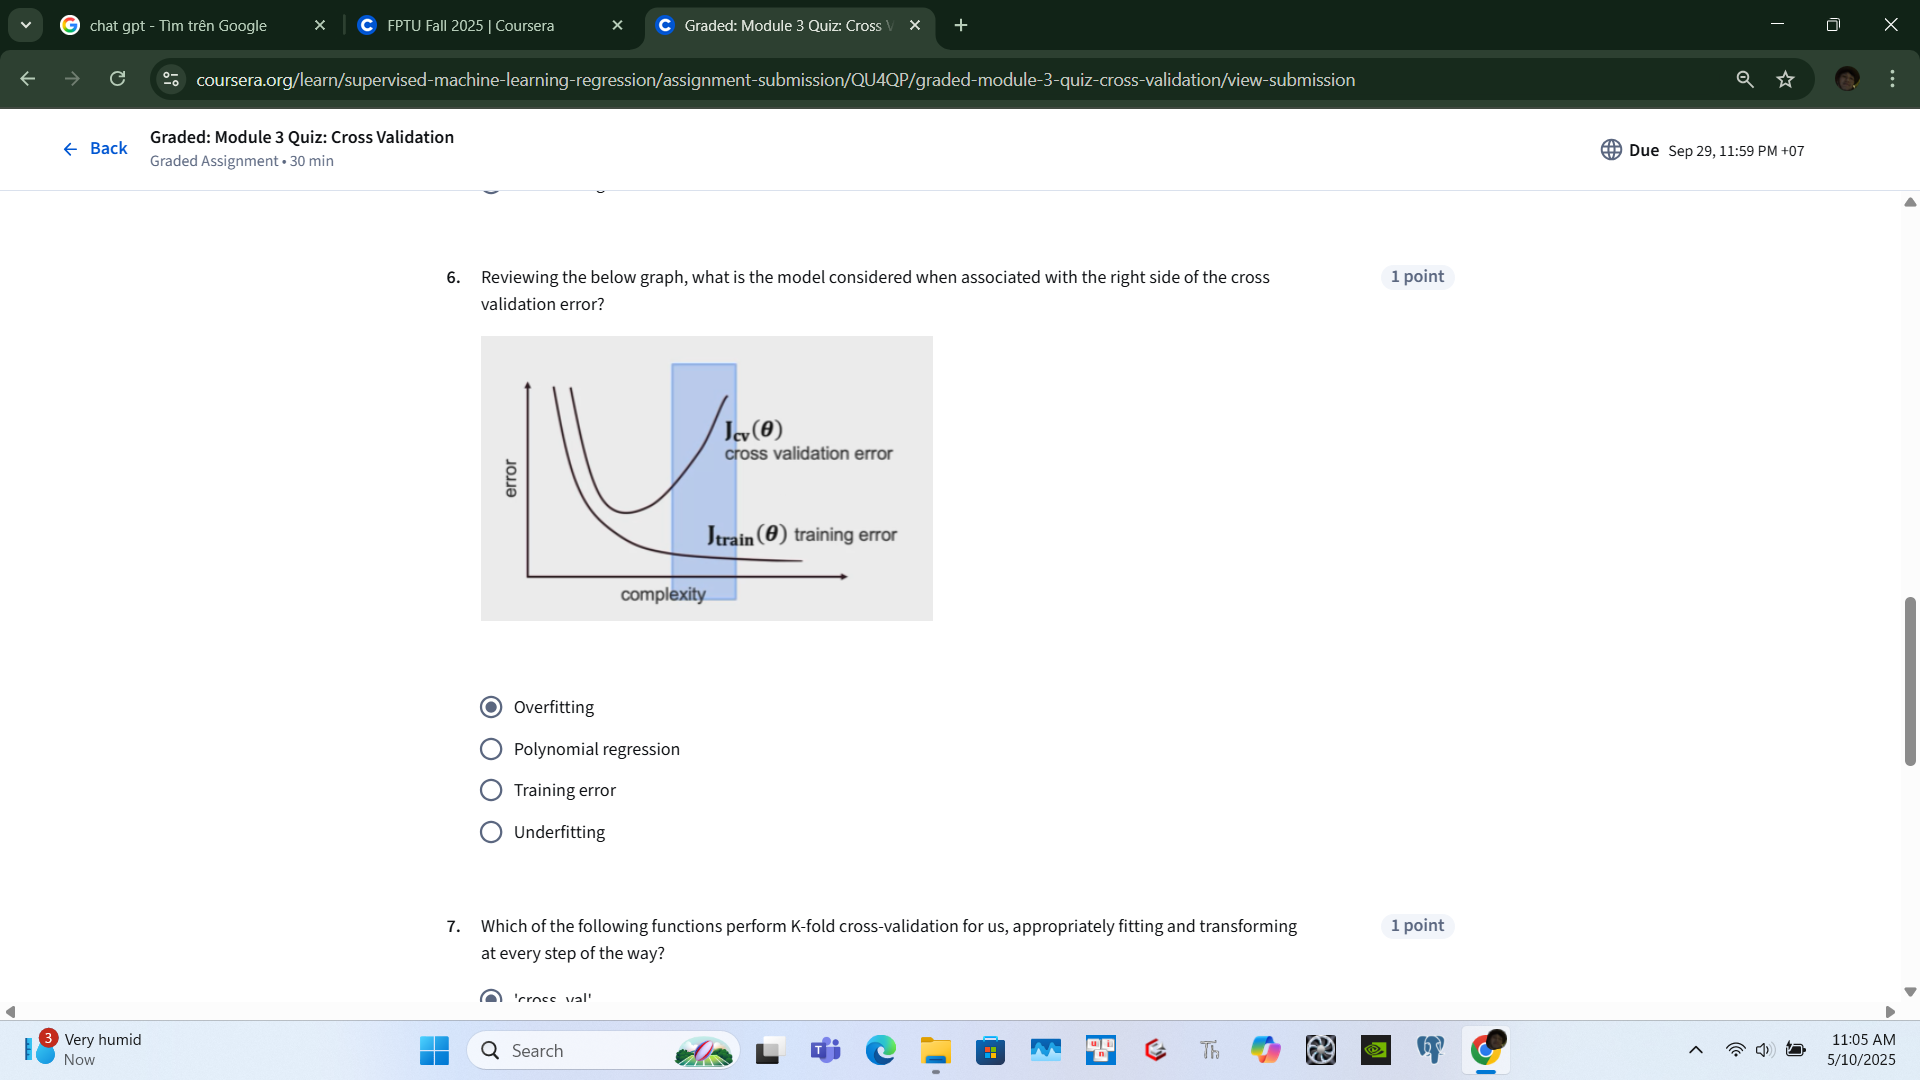 chat gpt - Tìm trên Google
FPTU Fall 2025 | Coursera
Graded: Module 3 Quiz: Cross V
coursera.org/learn/supervised-machine-learning-regression/assignment-submission/QU4QP/graded-module-3-quiz-cross-validation/view-submission
Back
Graded: Module 3 Quiz: Cross Validation
Graded Assignment • 30 min
Due Sep 29, 11:59 PM +07
6. Reviewing the below graph, what is the model considered when associated with the right side of the cross
validation error?
1 point
error
Jcv(θ)
cross validation error
Jtrain(θ) training error
complexity
Overfitting
Polynomial regression
Training error
Underfitting
7. Which of the following functions perform K-fold cross-validation for us, appropriately fitting and transforming
at every step of the way?
1 point
'cross_val'
3
Very humid
Now
Search
Th
11:05 AM
5/10/2025